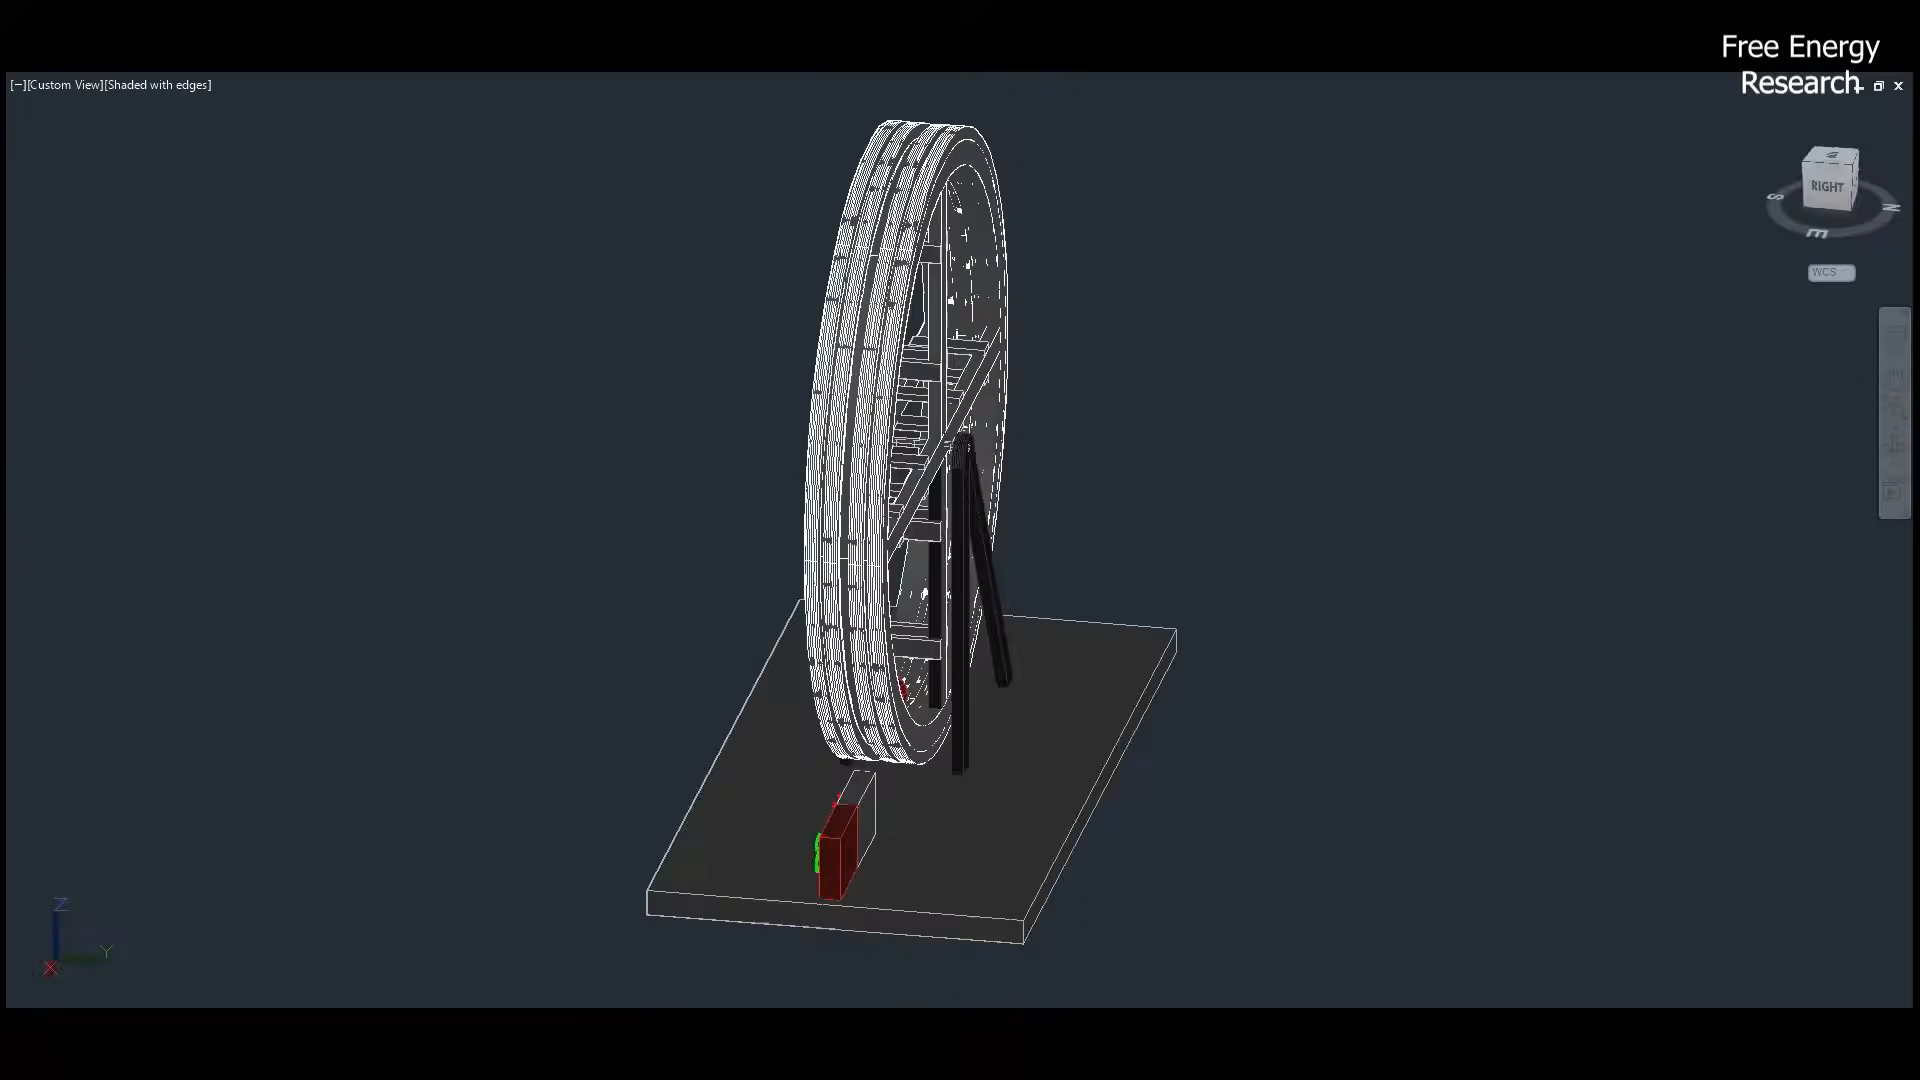 Free Energy
Research
[−][Custom View][Shaded with edges]
RIGHT
S
N
E
WCS
Z
Y
X